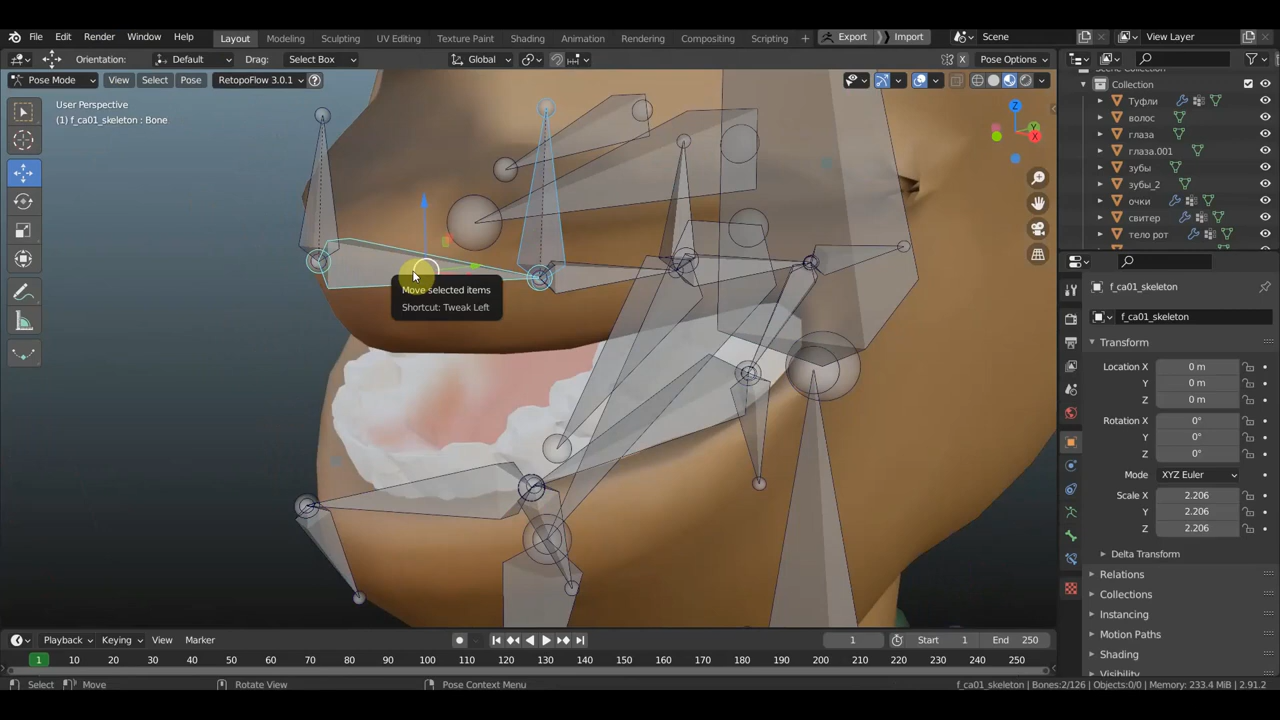 File Edit Render Window Help Layout Modeling Sculpting UV Editing Texture Paint Shading Animation Rendering Compositing Scripting + Export Import Scene View Layer
Orientation: Default Drag: Select Box Global X Pose Options
Pose Mode View Select Pose RetopoFlow 3.0.1
User Perspective
(1) f_ca01_skeleton : Bone
Z
Y
X
Move selected items
Shortcut: Tweak Left
Scene Collection
Collection
Туфли
волос
глаза
глаза.001
зубы
зубы_2
очки
свитер
тело рот
f_ca01_skeleton
f_ca01_skeleton
Transform
Location X 0 m
Y 0 m
Z 0 m
Rotation X 0°
Y 0°
Z 0°
Mode XYZ Euler
Scale X 2.206
Y 2.206
Z 2.206
Delta Transform
Relations
Collections
Instancing
Motion Paths
Shading
Visibility
Playback Keying View Marker 1 Start 1 End 250
1 10 20 30 40 50 60 70 80 90 100 110 120 130 140 150 160 170 180 190 200 210 220 230 240 250
Select Move Rotate View Pose Context Menu f_ca01_skeleton | Bones:2/126 | Objects:0/0 | Memory: 233.4 MiB | 2.91.2